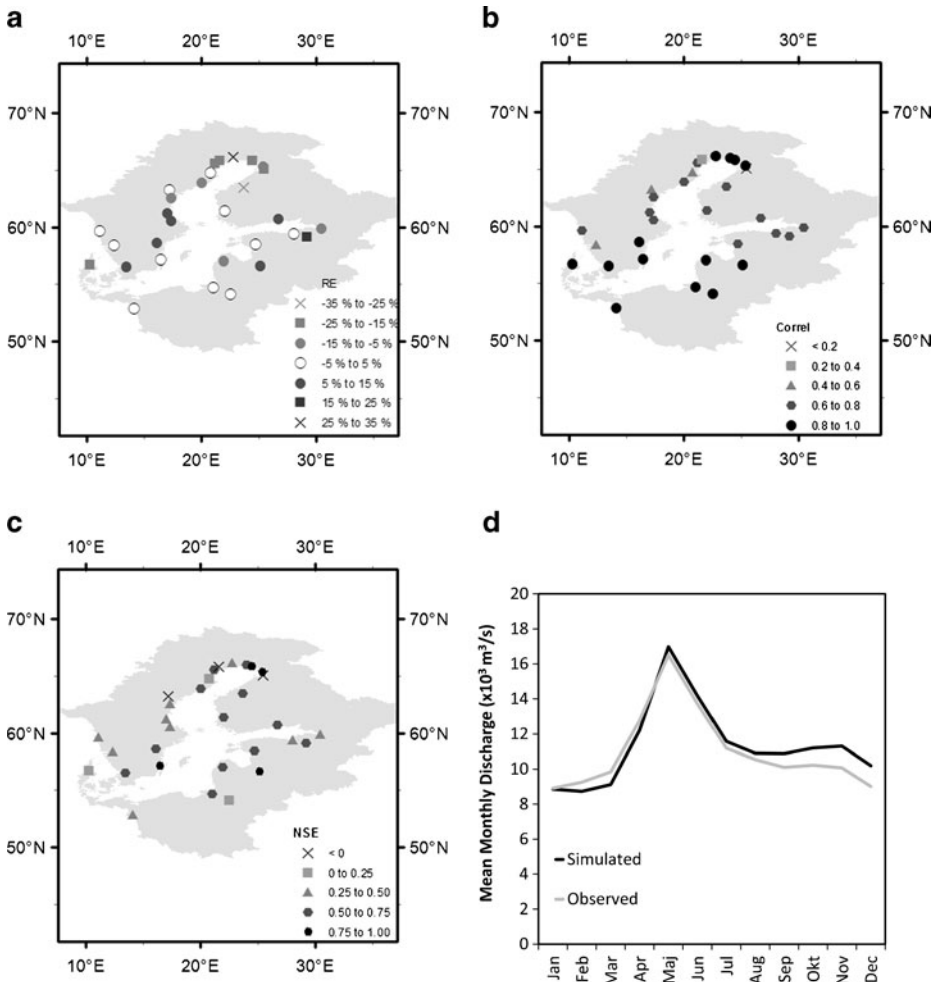 a
10°E 20°E 30°E
70°N 70°N
60°N 60°N
50°N 50°N
RE
-35 % to -25 %
-25 % to -15 %
-15 % to -5 %
-5 % to 5 %
5 % to 15 %
15 % to 25 %
25 % to 35 %
10°E 20°E 30°E
b
10°E 20°E 30°E
70°N 70°N
60°N 60°N
50°N 50°N
Correl
< 0.2
0.2 to 0.4
0.4 to 0.6
0.6 to 0.8
0.8 to 1.0
10°E 20°E 30°E
c
10°E 20°E 30°E
70°N 70°N
60°N 60°N
50°N 50°N
NSE
< 0
0 to 0.25
0.25 to 0.50
0.50 to 0.75
0.75 to 1.00
10°E 20°E 30°E
d
Mean Monthly Discharge (x10³ m³/s)
20
18
16
14
12
10
8
6
4
2
0
Simulated
Observed
Jan Feb Mar Apr Maj Jun Jul Aug Sep Okt Nov Dec